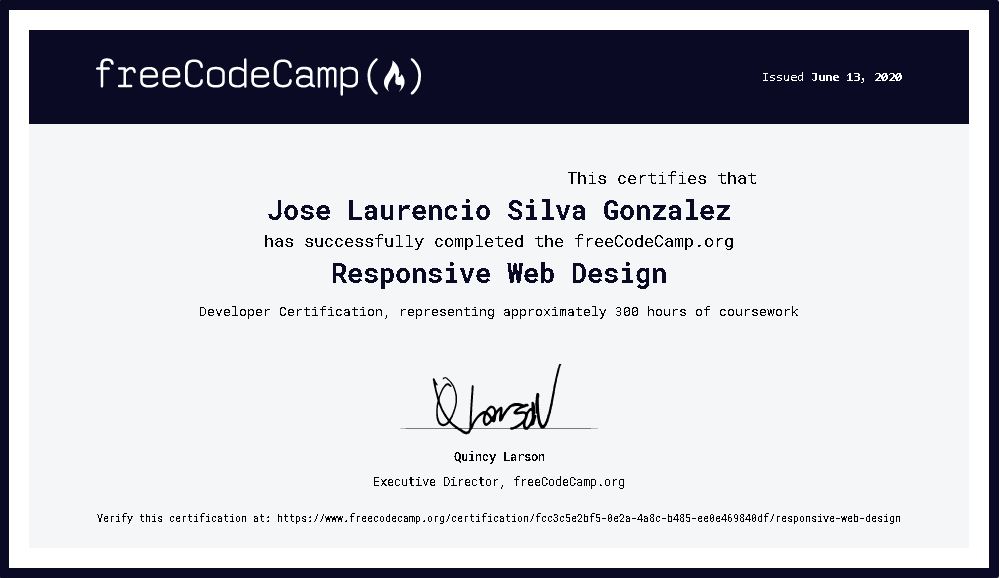 freeCodeCamp(🔥)
Issued June 13, 2020
This certifies that
Jose Laurencio Silva Gonzalez
has successfully completed the freeCodeCamp.org
Responsive Web Design
Developer Certification, representing approximately 300 hours of coursework
Q Larson
Quincy Larson
Executive Director, freeCodeCamp.org
Verify this certification at: https://www.freecodecamp.org/certification/fcc3c5e2bf5-0e2a-4a8c-b485-ee0e469840df/responsive-web-design